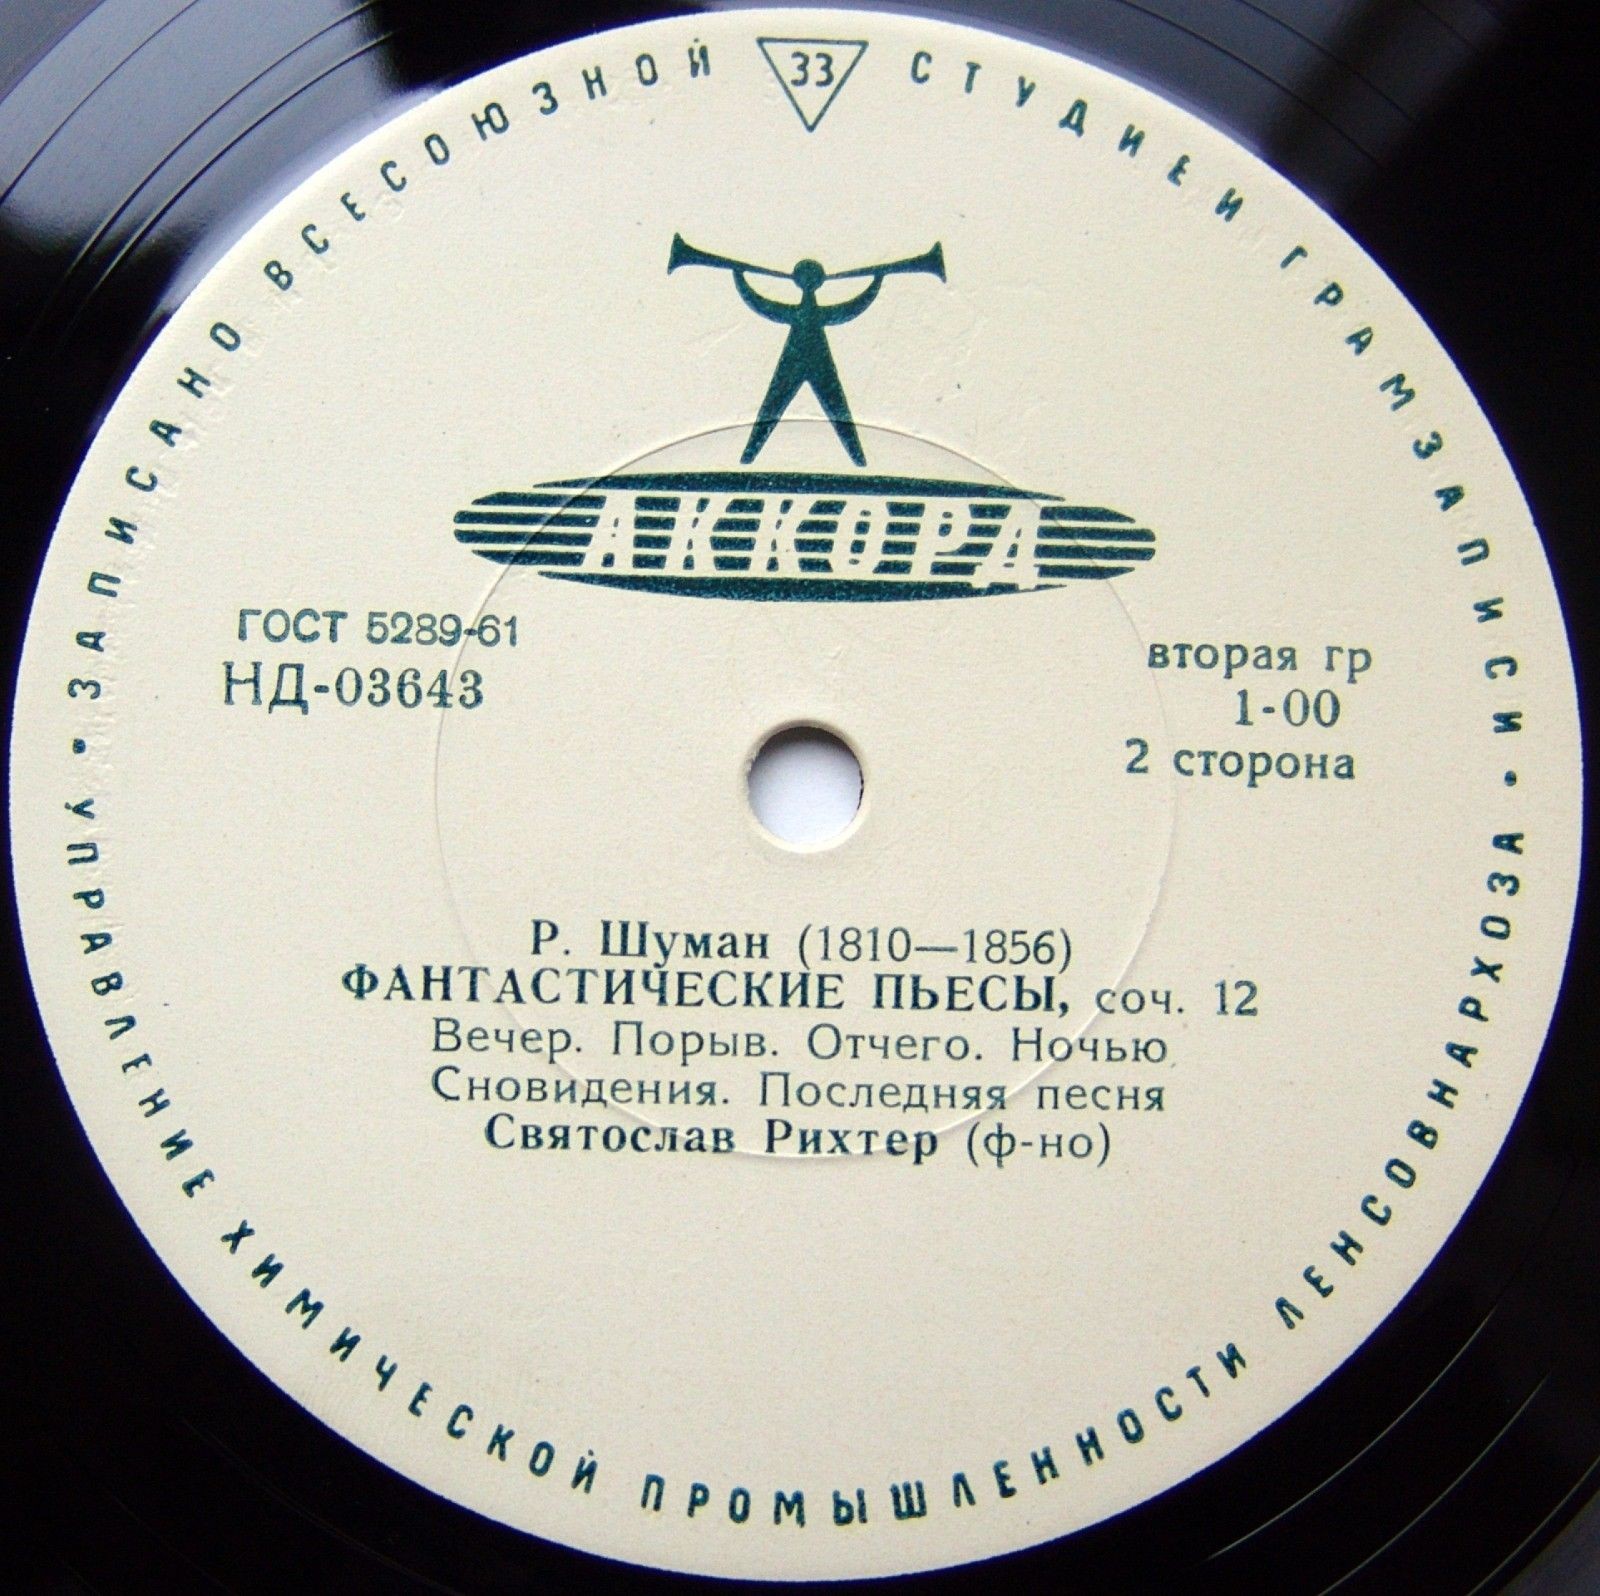 ЗАПИСАНО ВСЕСОЮЗНОЙ СТУДИЕЙ ГРАМЗАПИСИ •
33
АККОРД
ГОСТ 5289-61
НД-03643
вторая гр
1-00
2 сторона
Р. Шуман (1810—1856)
ФАНТАСТИЧЕСКИЕ ПЬЕСЫ, соч. 12
Вечер. Порыв. Отчего. Ночью
Сновидения. Последняя песня
Святослав Рихтер (ф-но)
УПРАВЛЕНИЕ ХИМИЧЕСКОЙ ПРОМЫШЛЕННОСТИ ЛЕНСОВНАРХОЗА •